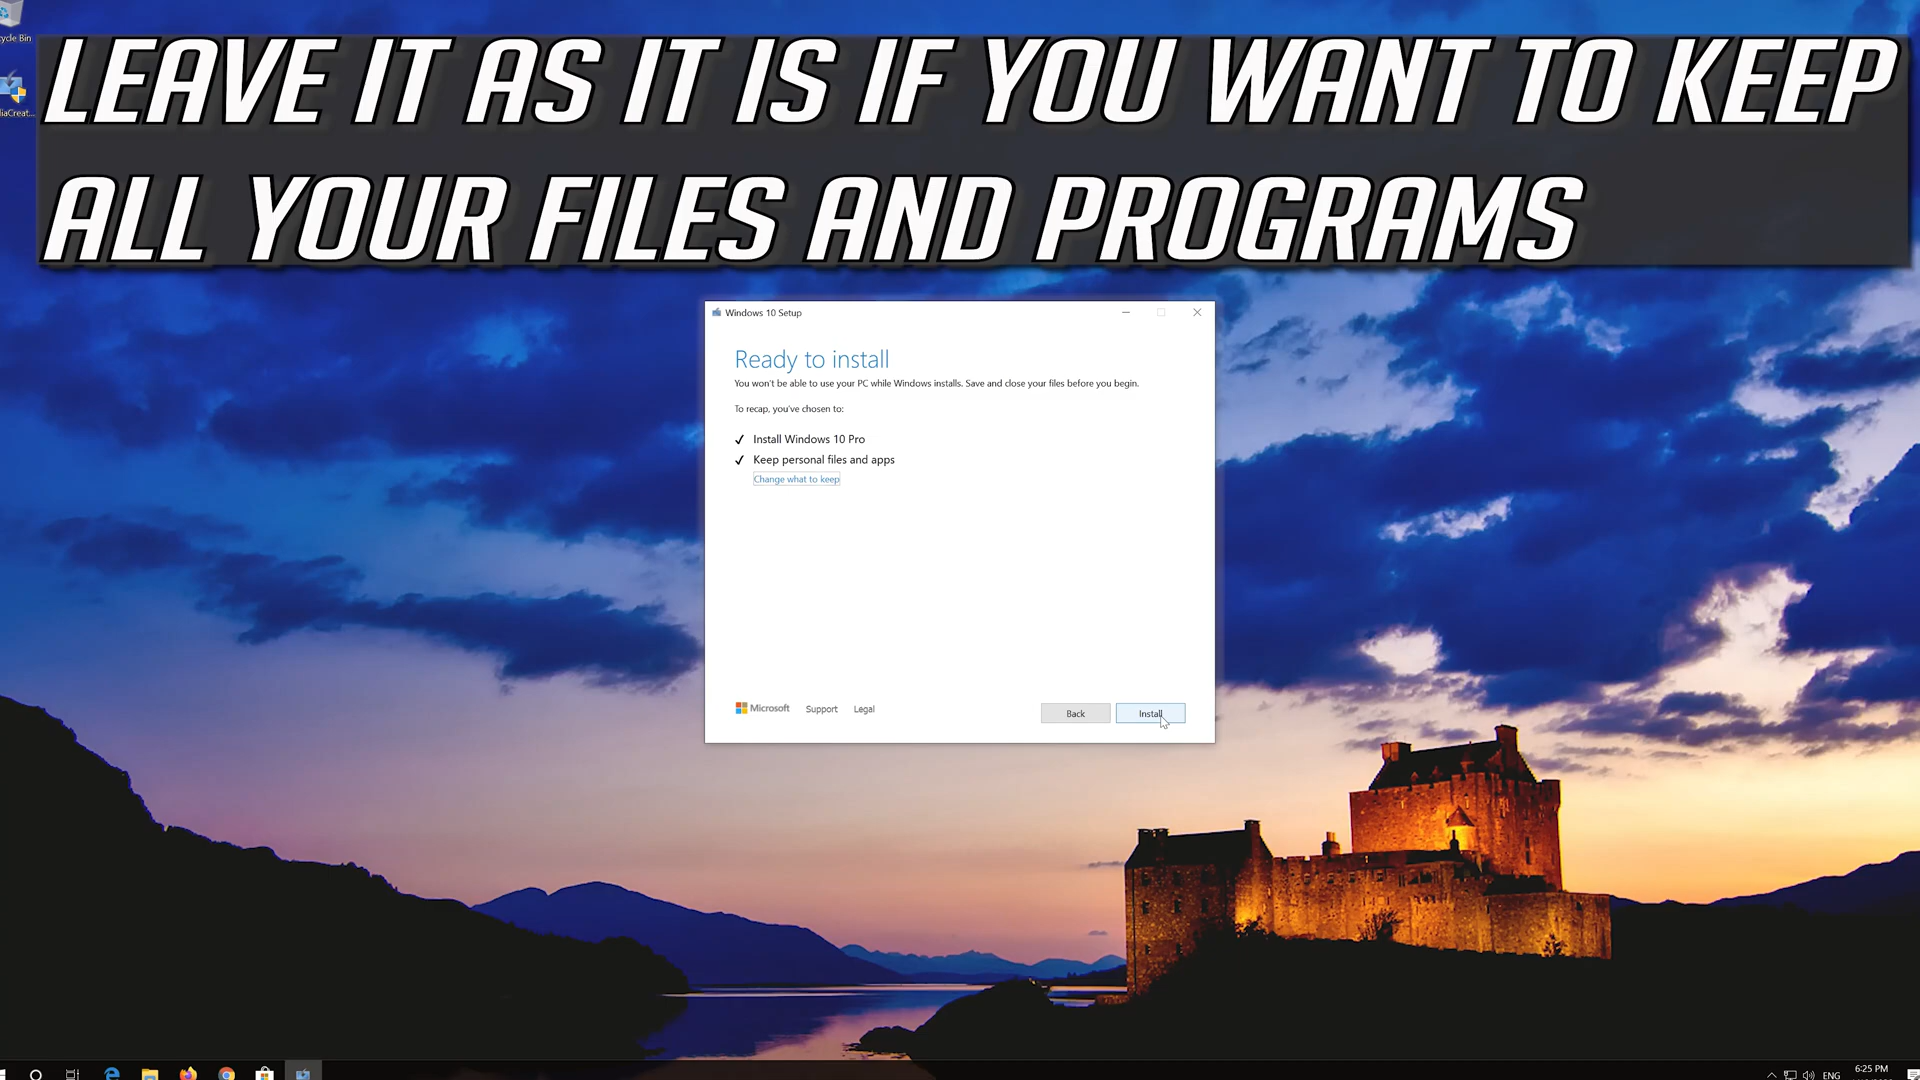 cycle Bin
LEAVE IT AS IT IS IF YOU WANT TO KEEP
ALL YOUR FILES AND PROGRAMS
diaCreat...
Windows 10 Setup
Ready to install
You won't be able to use your PC while Windows installs. Save and close your files before you begin.
To recap, you've chosen to:
Install Windows 10 Pro
Keep personal files and apps
Change what to keep
Microsoft Support Legal
Back Install
ENG 6:25 PM